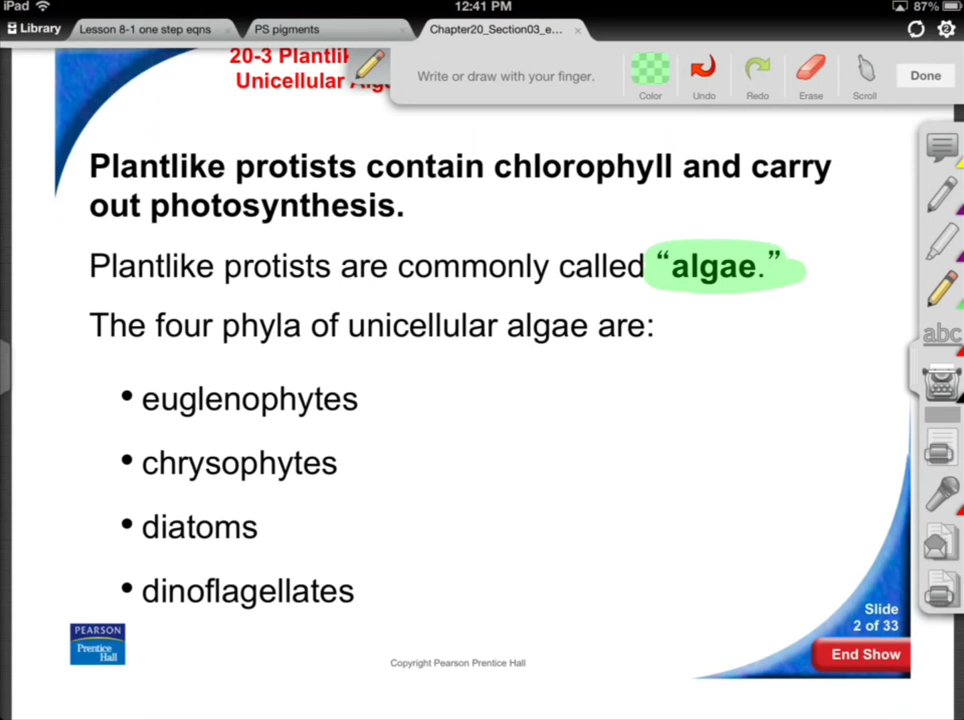 iPad 12:41 PM 87%
Library Lesson 8-1 one step eqns PS pigments Chapter20_Section03_e... 2
20-3
Unicellular
Write or draw with your finger.
Color Undo Redo Erase Scroll Done
Plantlike protists contain chlorophyll and carry
out photosynthesis.
Plantlike protists are commonly called “algae.”
The four phyla of unicellular algae are:
• euglenophytes
• chrysophytes
• diatoms
• dinoflagellates
abc
PEARSON
Prentice
Hall
Copyright Pearson Prentice Hall
Slide
2 of 33
End Show